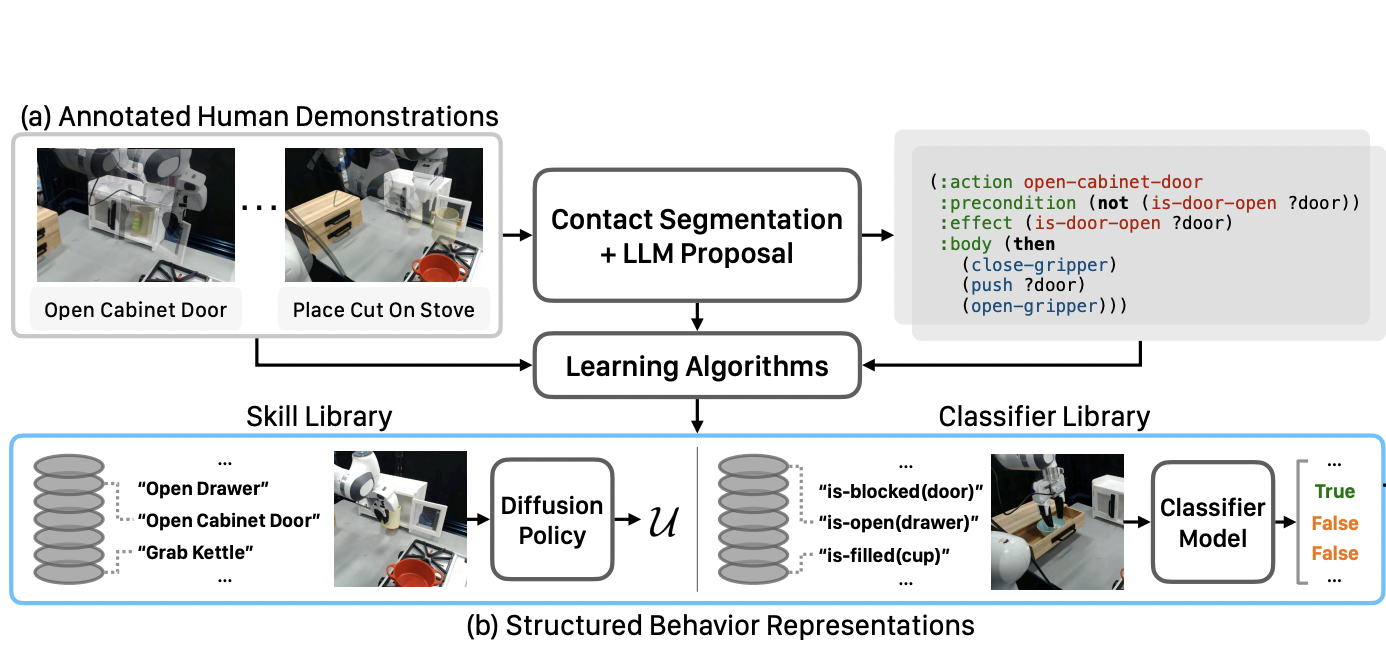 (a) Annotated Human Demonstrations
...
Open Cabinet Door
Place Cut On Stove
Contact Segmentation
+ LLM Proposal
(:action open-cabinet-door
:precondition (not (is-door-open ?door))
:effect (is-door-open ?door)
:body (then
(close-gripper)
(push ?door)
(open-gripper)))
Learning Algorithms
Skill Library
Classifier Library
...
“Open Drawer”
“Open Cabinet Door”
“Grab Kettle”
...
Diffusion
Policy
𝒰
...
“is-blocked(door)”
“is-open(drawer)”
“is-filled(cup)”
...
Classifier
Model
...
True
False
False
...
(b) Structured Behavior Representations